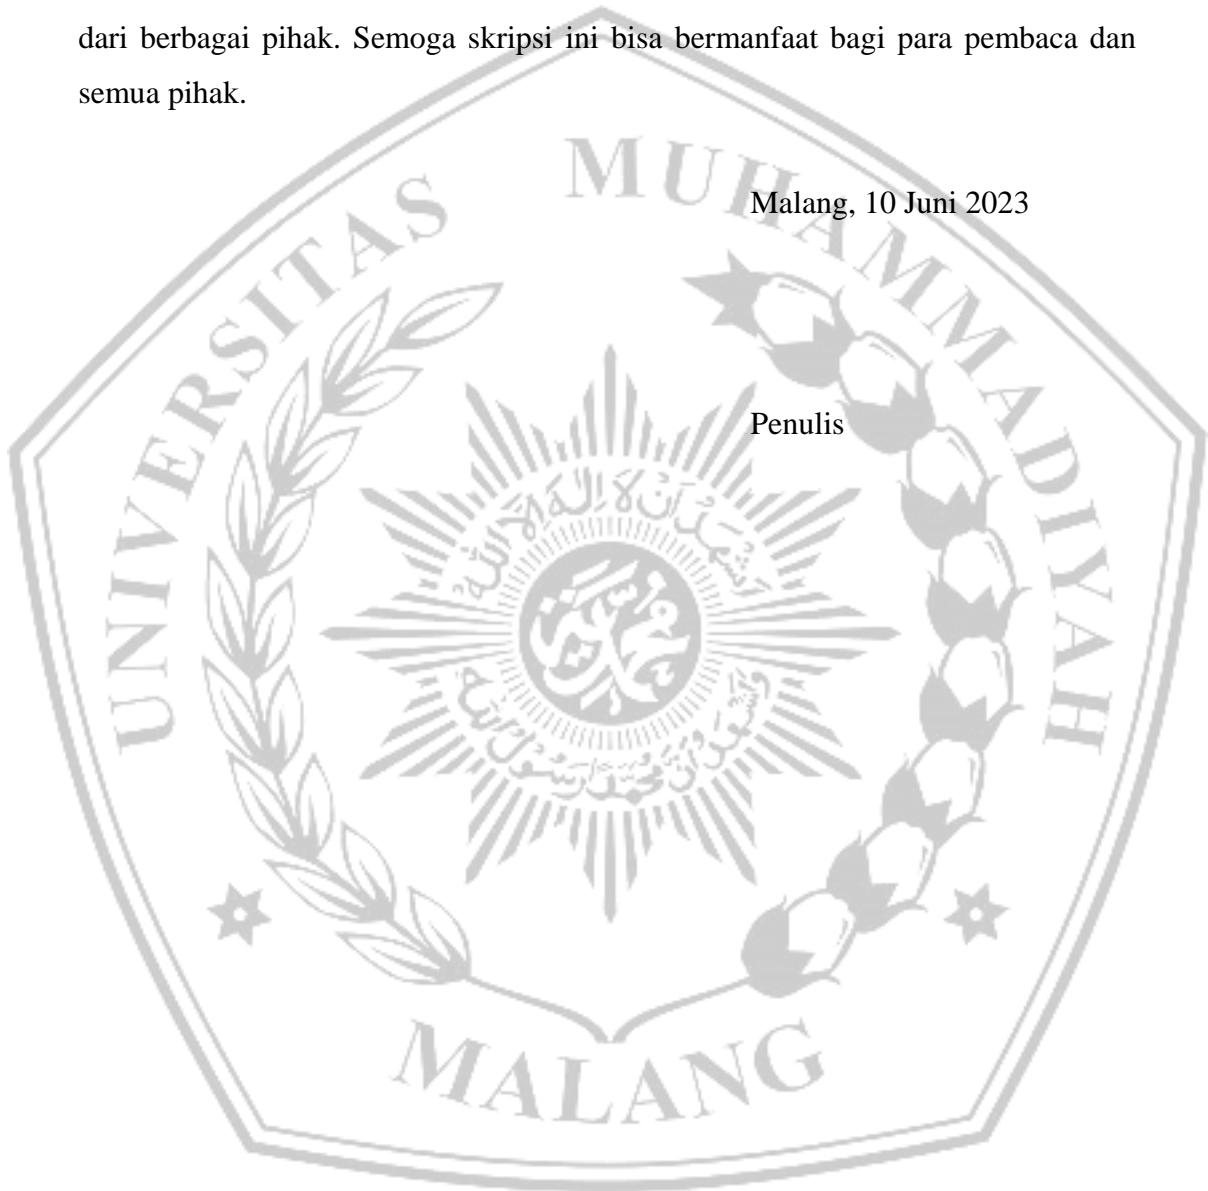 dari berbagai pihak. Semoga skripsi ini bisa bermanfaat bagi para pembaca dan
semua pihak.
Malang, 10 Juni 2023
Penulis
UNIVERSITAS MUHAMMADIYAH
MALANG